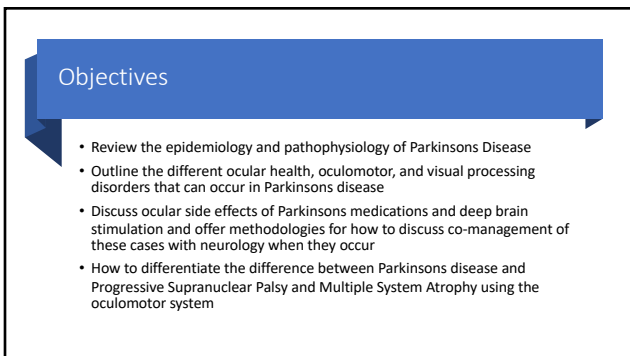 Objectives
• Review the epidemiology and pathophysiology of Parkinsons Disease
• Outline the different ocular health, oculomotor, and visual processing
disorders that can occur in Parkinsons disease
• Discuss ocular side effects of Parkinsons medications and deep brain
stimulation and offer methodologies for how to discuss co-management of
these cases with neurology when they occur
• How to differentiate the difference between Parkinsons disease and
Progressive Supranuclear Palsy and Multiple System Atrophy using the
oculomotor system